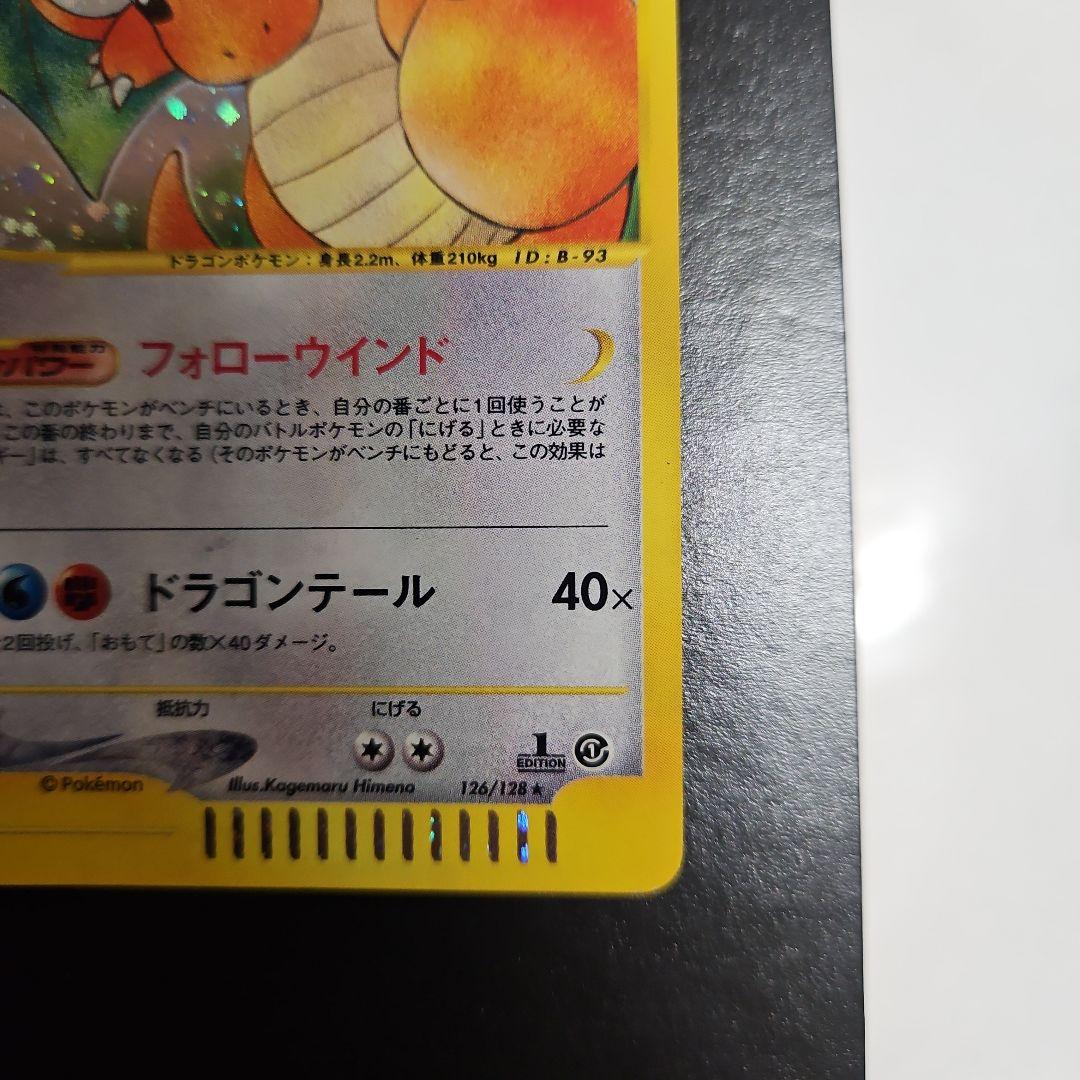 ドラゴンポケモン：身長2.2m、体重210kg ID:B-93
パワー フォローウインド
、このポケモンがベンチにいるとき、自分の番ごとに1回使うことが
この番の終わりまで、自分のバトルポケモンの「にげる」ときに必要な
ギー」は、すべてなくなる（そのポケモンがベンチにもどると、この効果は
ドラゴンテール 40×
2回投げ、「おもて」の数×40ダメージ。
抵抗力 にげる
1 EDITION 1
©Pokémon Illus.Kagemaru Himeno 126/128★